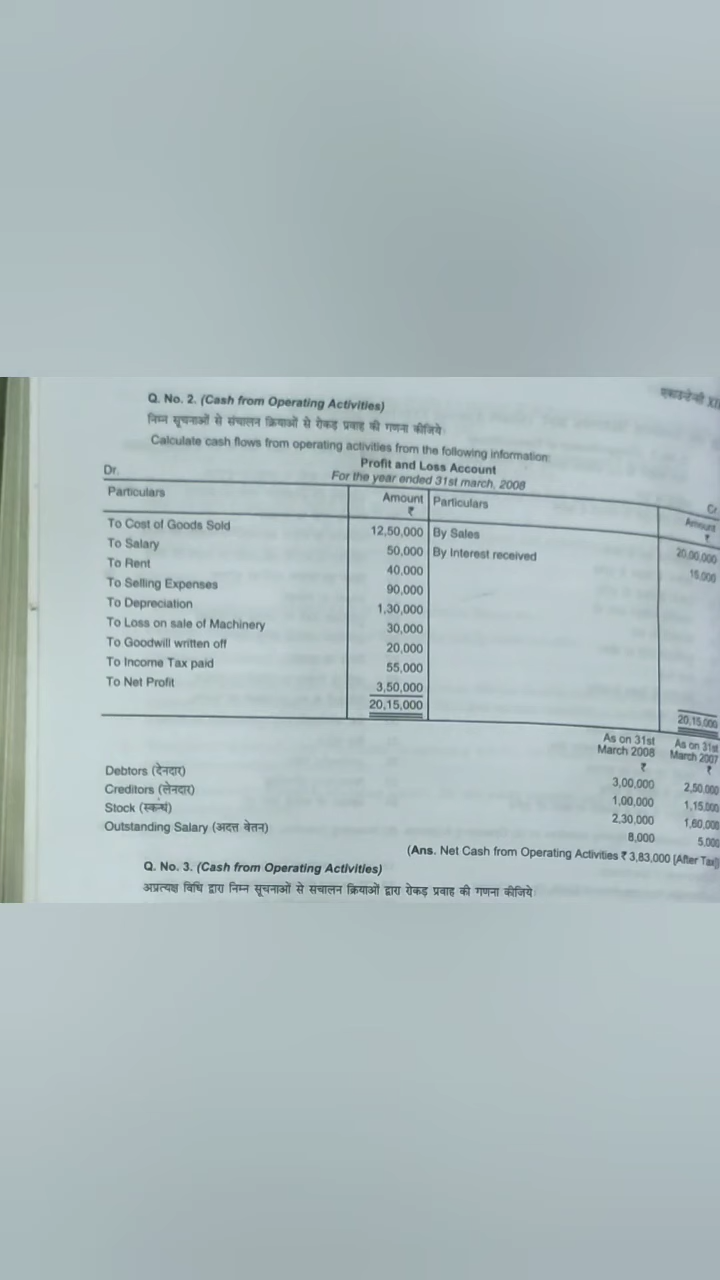 एकाउन्टेन्सी XII
Q. No. 2. (Cash from Operating Activities)
निम्न सूचनाओं से संचालन क्रियाओं से रोकड़ प्रवाह की गणना कीजिये:
Calculate cash flows from operating activities from the following information:
Profit and Loss Account
For the year ended 31st march, 2008
Dr. Cr.
Particulars Amount ₹ Particulars Amount ₹
To Cost of Goods Sold 12,50,000 By Sales 20,00,000
To Salary 50,000 By Interest received 15,000
To Rent 40,000
To Selling Expenses 90,000
To Depreciation 1,30,000
To Loss on sale of Machinery 30,000
To Goodwill written off 20,000
To Income Tax paid 55,000
To Net Profit 3,50,000
20,15,000 20,15,000
As on 31st March 2008 ₹ As on 31st March 2007 ₹
Debtors (देनदार) 3,00,000 2,50,000
Creditors (लेनदार) 1,00,000 1,15,000
Stock (स्कन्ध) 2,30,000 1,60,000
Outstanding Salary (अदत्त वेतन) 8,000 5,000
(Ans. Net Cash from Operating Activities ₹ 3,83,000 [After Tax])
Q. No. 3. (Cash from Operating Activities)
अप्रत्यक्ष विधि द्वारा निम्न सूचनाओं से संचालन क्रियाओं द्वारा रोकड़ प्रवाह की गणना कीजिये: